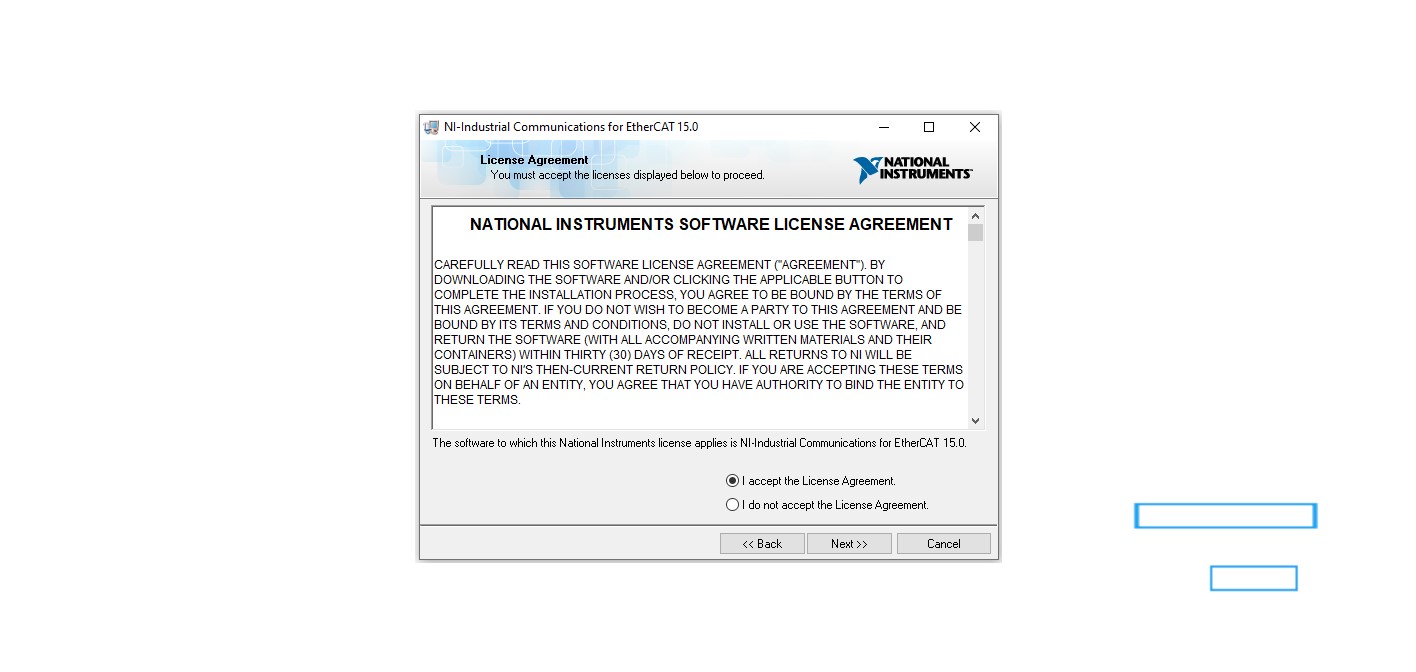 NI-Industrial Communications for EtherCAT 15.0
License Agreement
You must accept the licenses displayed below to proceed.
NATIONAL
INSTRUMENTS
NATIONAL INSTRUMENTS SOFTWARE LICENSE AGREEMENT
CAREFULLY READ THIS SOFTWARE LICENSE AGREEMENT ("AGREEMENT"). BY
DOWNLOADING THE SOFTWARE AND/OR CLICKING THE APPLICABLE BUTTON TO
COMPLETE THE INSTALLATION PROCESS, YOU AGREE TO BE BOUND BY THE TERMS OF
THIS AGREEMENT. IF YOU DO NOT WISH TO BECOME A PARTY TO THIS AGREEMENT AND BE
BOUND BY ITS TERMS AND CONDITIONS, DO NOT INSTALL OR USE THE SOFTWARE, AND
RETURN THE SOFTWARE (WITH ALL ACCOMPANYING WRITTEN MATERIALS AND THEIR
CONTAINERS) WITHIN THIRTY (30) DAYS OF RECEIPT. ALL RETURNS TO NI WILL BE
SUBJECT TO NI'S THEN-CURRENT RETURN POLICY. IF YOU ARE ACCEPTING THESE TERMS
ON BEHALF OF AN ENTITY, YOU AGREE THAT YOU HAVE AUTHORITY TO BIND THE ENTITY TO
THESE TERMS.
The software to which this National Instruments license applies is NI-Industrial Communications for EtherCAT 15.0.
I accept the License Agreement.
I do not accept the License Agreement.
<< Back Next >> Cancel